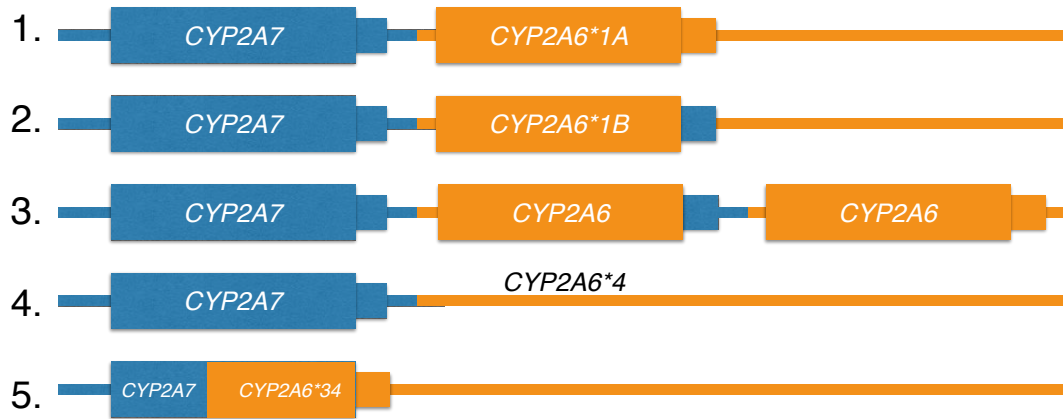 1. CYP2A7 CYP2A6*1A
2. CYP2A7 CYP2A6*1B
3. CYP2A7 CYP2A6 CYP2A6
4. CYP2A7 CYP2A6*4
5. CYP2A7 CYP2A6*34